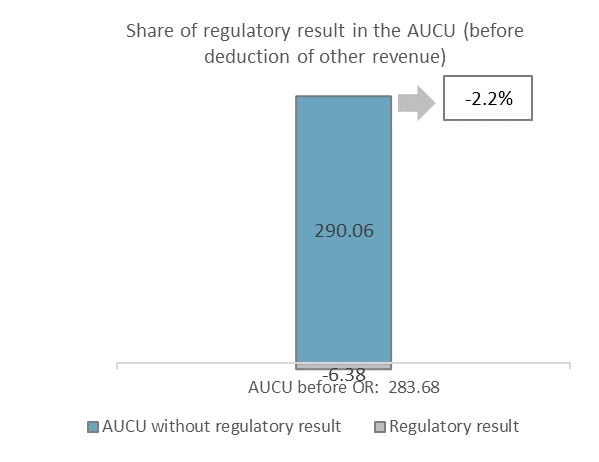 Share of regulatory result in the AUCU (before
deduction of other revenue)
-2.2%
290.06
-6.38
AUCU before OR:  283.68
AUCU without regulatory result
Regulatory result